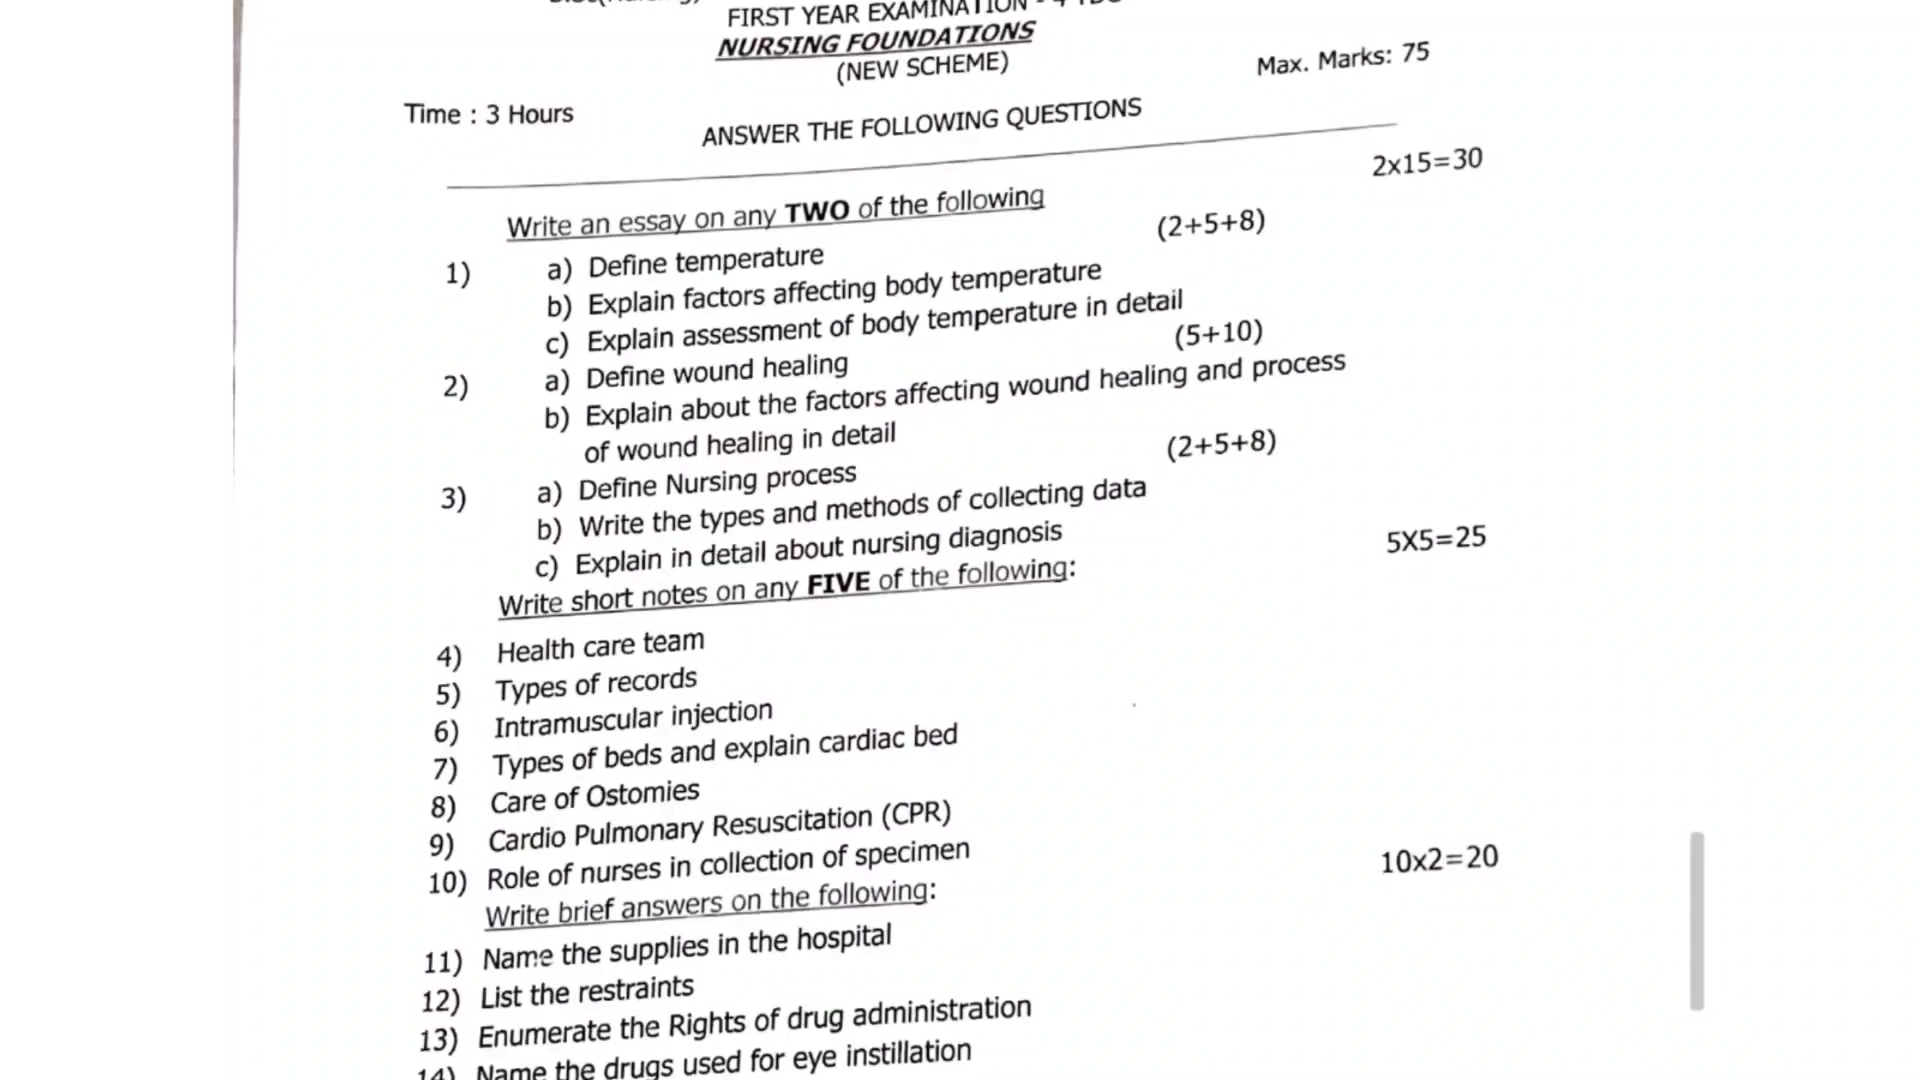 FIRST YEAR EXAMINATION - 4
NURSING FOUNDATIONS
(NEW SCHEME)
Max. Marks: 75
Time : 3 Hours
ANSWER THE FOLLOWING QUESTIONS
2x15=30
Write an essay on any TWO of the following
1) a) Define temperature (2+5+8)
b) Explain factors affecting body temperature
c) Explain assessment of body temperature in detail
2) a) Define wound healing (5+10)
b) Explain about the factors affecting wound healing and process
of wound healing in detail
3) a) Define Nursing process (2+5+8)
b) Write the types and methods of collecting data
c) Explain in detail about nursing diagnosis
Write short notes on any FIVE of the following: 5X5=25
4) Health care team
5) Types of records
6) Intramuscular injection
7) Types of beds and explain cardiac bed
8) Care of Ostomies
9) Cardio Pulmonary Resuscitation (CPR)
10) Role of nurses in collection of specimen
Write brief answers on the following: 10x2=20
11) Name the supplies in the hospital
12) List the restraints
13) Enumerate the Rights of drug administration
14) Name the drugs used for eye instillation